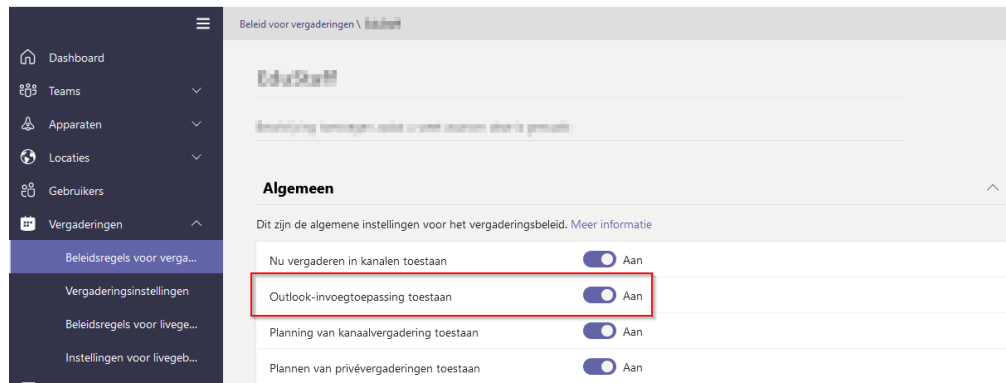 Beleid voor vergaderingen \
Dashboard
Teams
Apparaten
Locaties
Gebruikers
Vergaderingen
Beleidsregels voor verga...
Vergaderingsinstellingen
Beleidsregels voor livege...
Instellingen voor livegeb...
Algemeen
Dit zijn de algemene instellingen voor het vergaderingsbeleid. Meer informatie
Nu vergaderen in kanalen toestaan Aan
Outlook-invoegtoepassing toestaan Aan
Planning van kanaalvergadering toestaan Aan
Plannen van privévergaderingen toestaan Aan